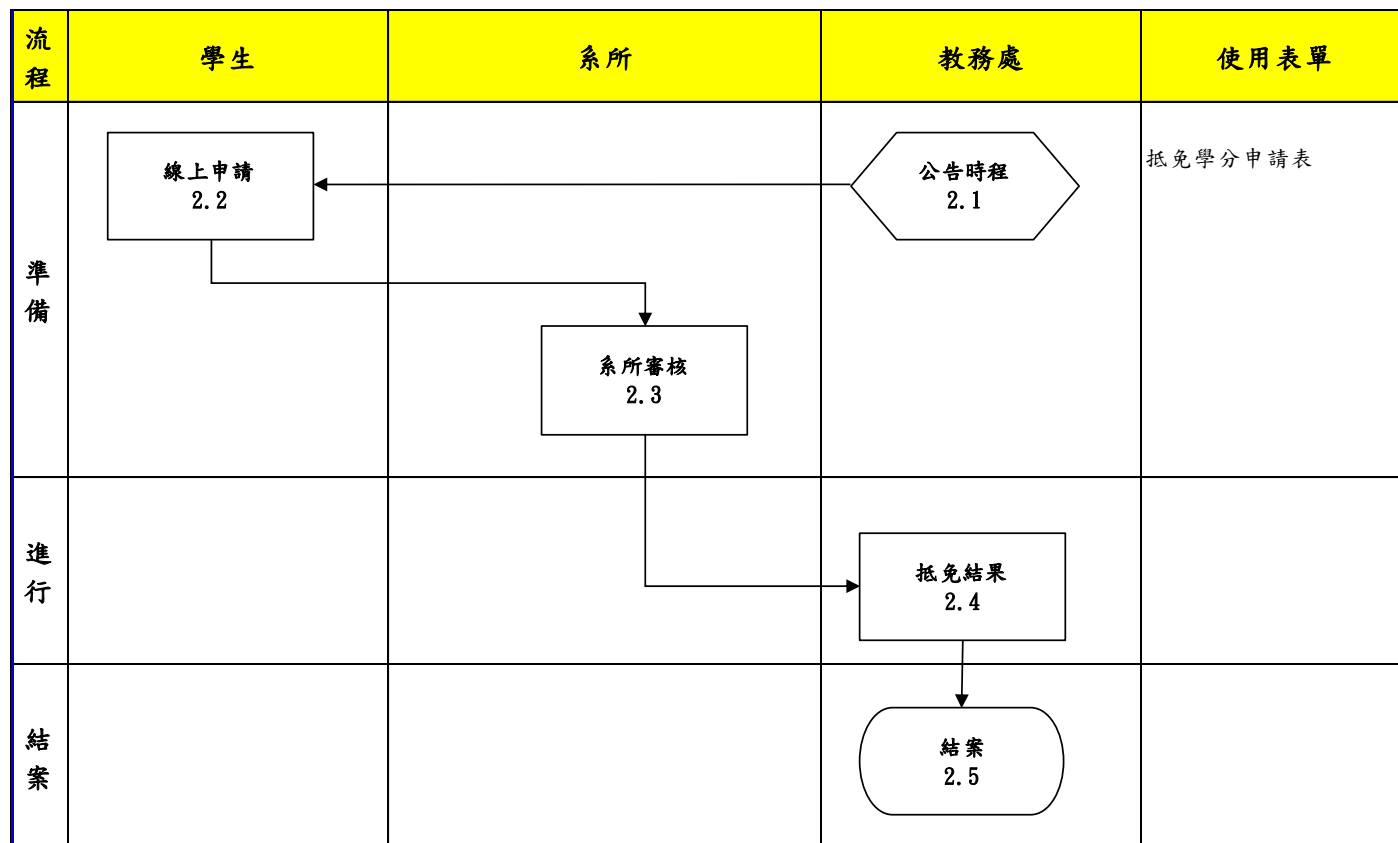 流
程
學生
系所
教務處
使用表單
準
備
線上申請
2.2
公告時程
2.1
抵免學分申請表
系所審核
2.3
進
行
抵免結果
2.4
結
案
結案
2.5